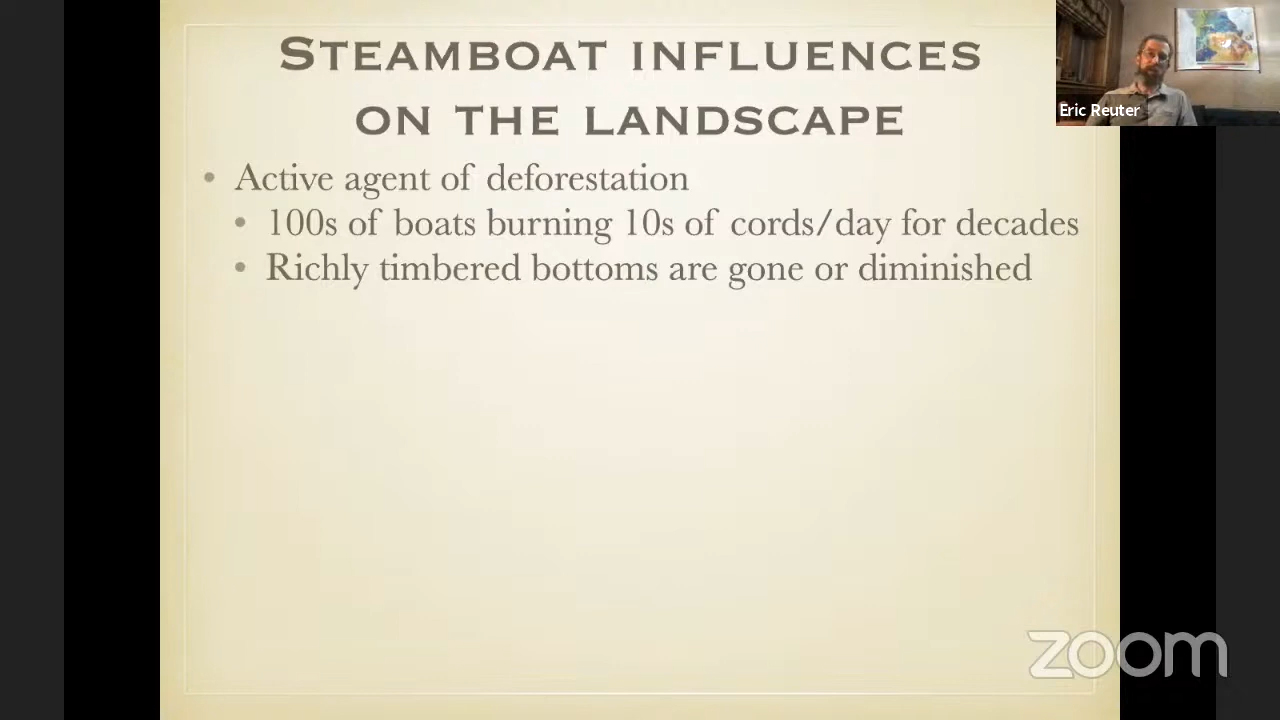 STEAMBOAT INFLUENCES
ON THE LANDSCAPE
Eric Reuter
• Active agent of deforestation
• 100s of boats burning 10s of cords/day for decades
• Richly timbered bottoms are gone or diminished
zoom